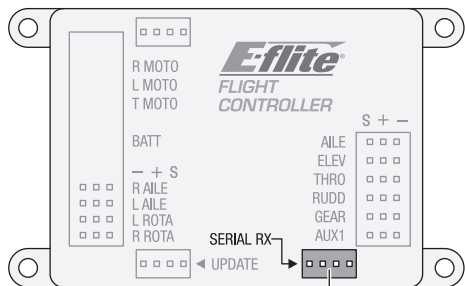 E-flite®
FLIGHT
CONTROLLER
R MOTO
L MOTO
T MOTO
BATT
– + S
R AILE
L AILE
L ROTA
R ROTA
S + –
AILE
ELEV
THRO
RUDD
GEAR
AUX1
SERIAL RX
UPDATE